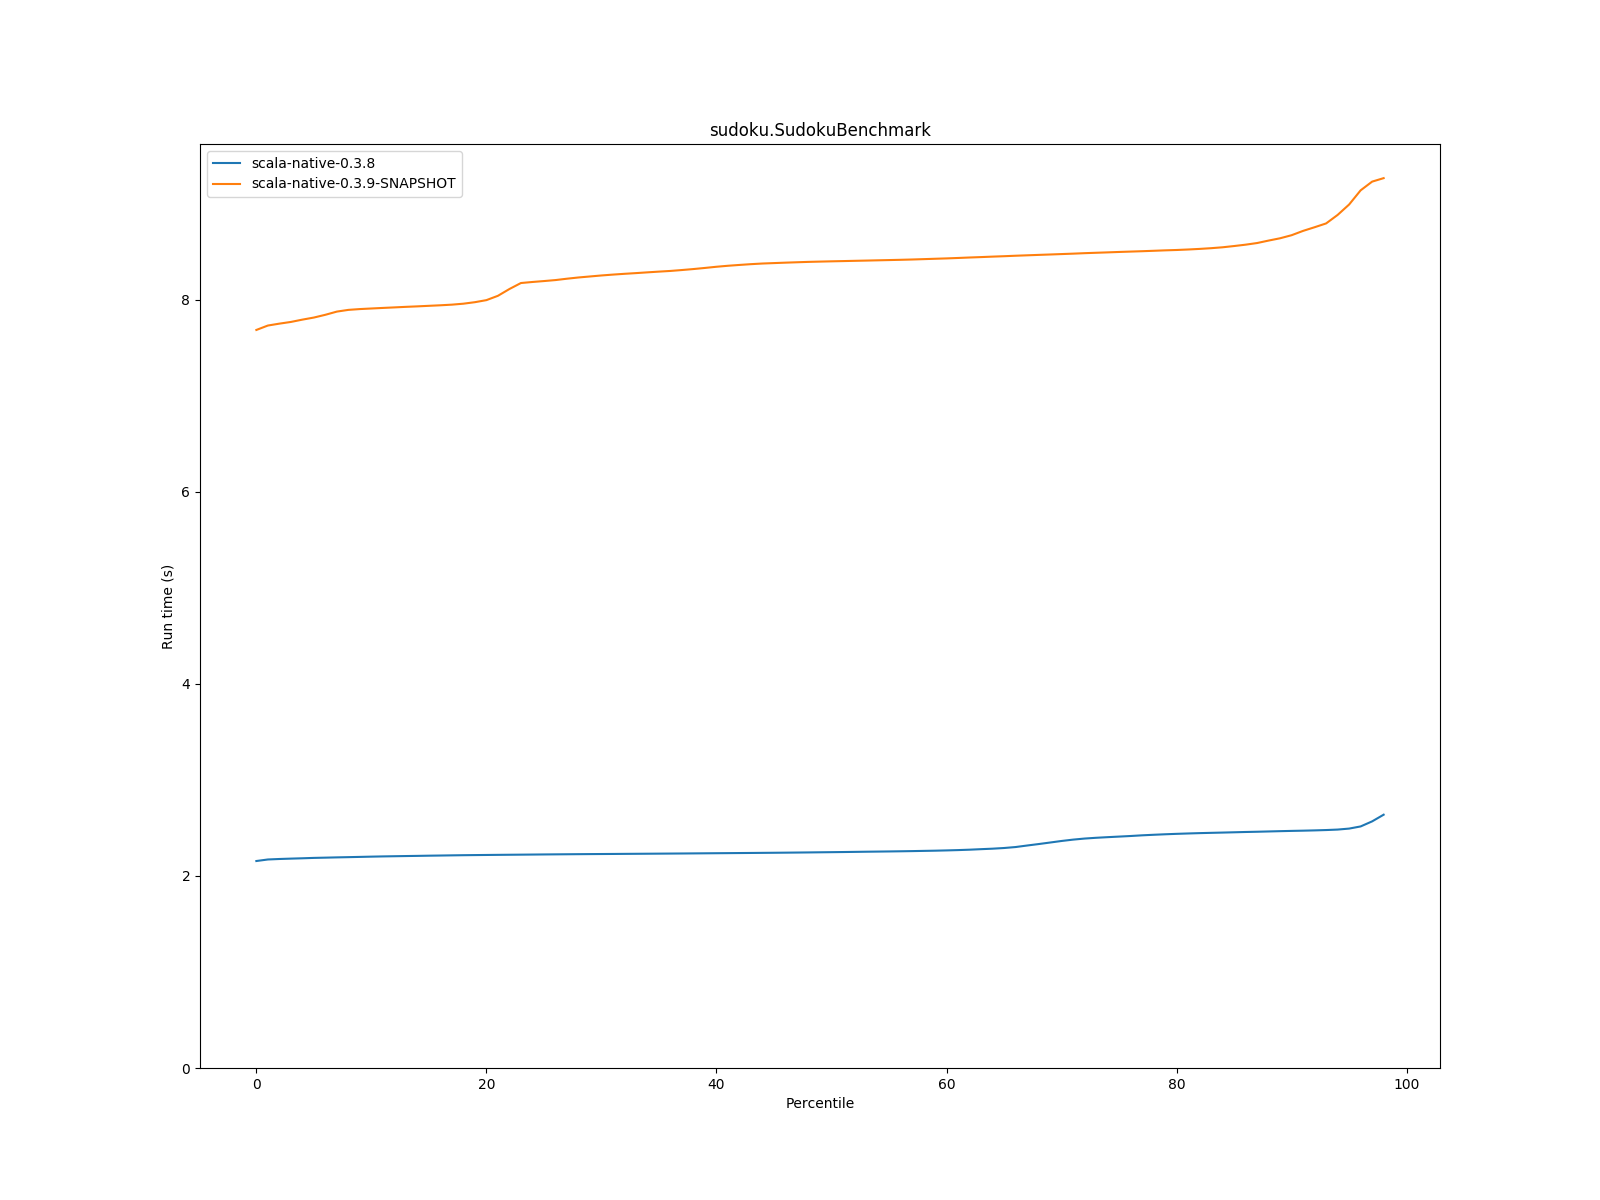 sudoku.SudokuBenchmark
scala-native-0.3.8
scala-native-0.3.9-SNAPSHOT
8
6
4
2
0
Run time (s)
0 20 40 60 80 100
Percentile